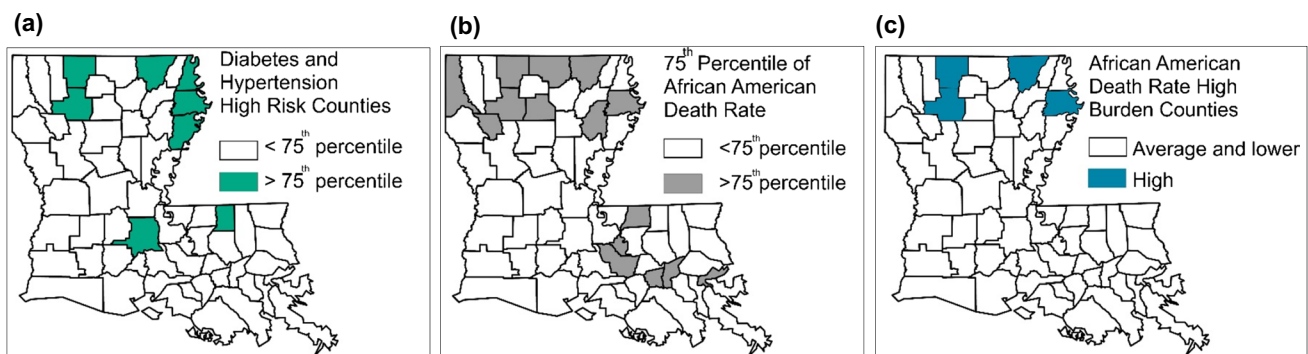 (a)
Diabetes and
Hypertension
High Risk Counties
< 75th percentile
> 75th percentile
(b)
75th Percentile of
African American
Death Rate
<75th percentile
>75th percentile
(c)
African American
Death Rate High
Burden Counties
Average and lower
High